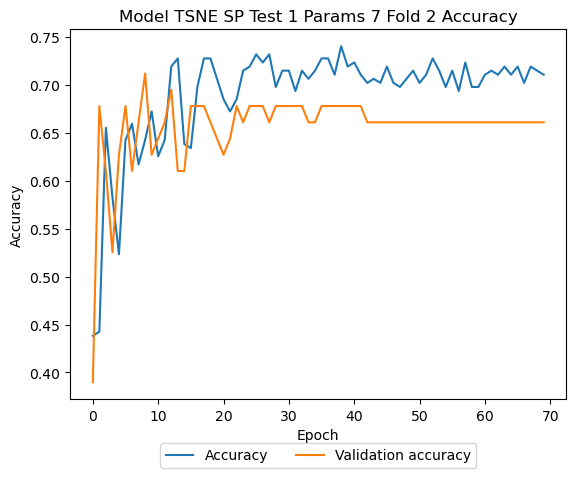 Model TSNE SP Test 1 Params 7 Fold 2 Accuracy
0.75
0.70
0.65
0.60
0.55
0.50
0.45
0.40
Accuracy
0 10 20 30 40 50 60 70
Epoch
Accuracy Validation accuracy